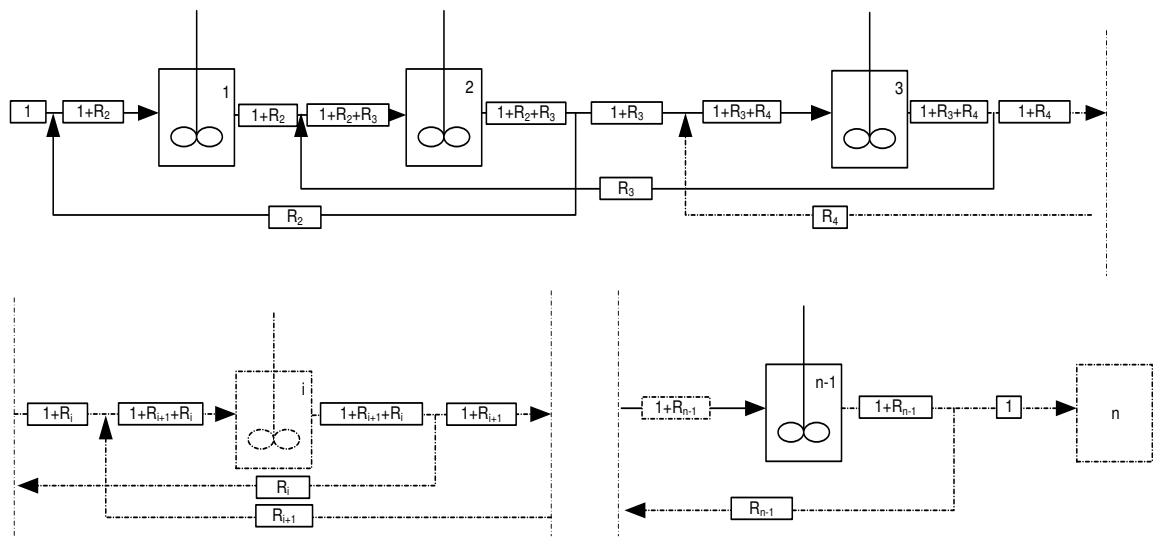 1
1+R₂
1
1+R₂
1+R₂+R₃
2
1+R₂+R₃
1+R₃
1+R₃+R₄
3
1+R₃+R₄
1+R₄
R₃
R₂
R₄
1+Rᵢ
1+Rᵢ₊₁+Rᵢ
i
1+Rᵢ₊₁+Rᵢ
1+Rᵢ₊₁
Rᵢ
Rᵢ₊₁
1+Rₙ₋₁
n-1
1+Rₙ₋₁
1
n
Rₙ₋₁